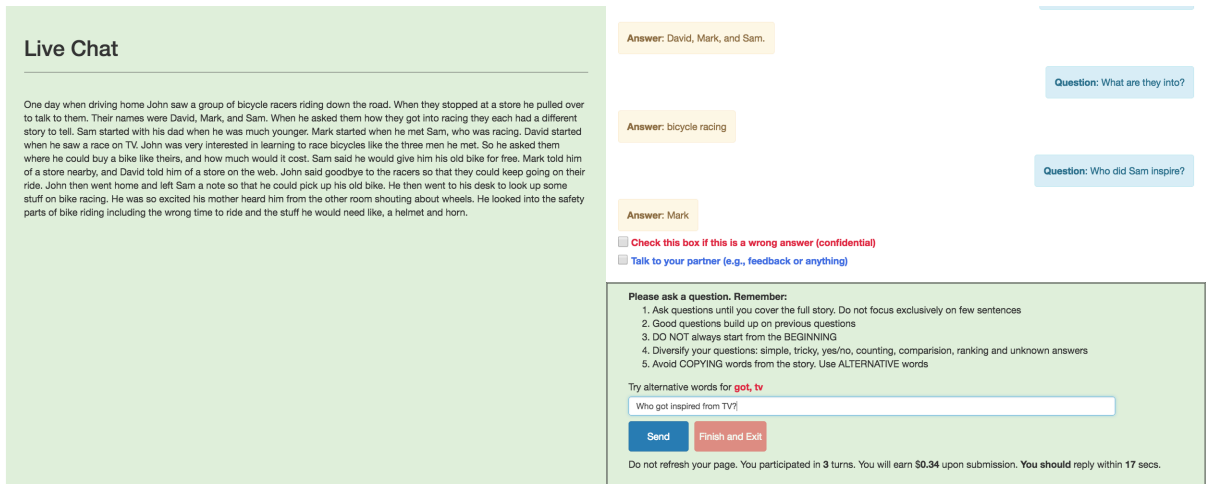 Live Chat
One day when driving home John saw a group of bicycle racers riding down the road. When they stopped at a store he pulled over
to talk to them. Their names were David, Mark, and Sam. When he asked them how they got into racing they each had a different
story to tell. Sam started with his dad when he was much younger. Mark started when he met Sam, who was racing. David started
when he saw a race on TV. John was very interested in learning to race bicycles like the three men he met. So he asked them
where he could buy a bike like theirs, and how much would it cost. Sam said he would give him his old bike for free. Mark told him
of a store nearby, and David told him of a store on the web. John said goodbye to the racers so that they could keep going on their
ride. John then went home and left Sam a note so that he could pick up his old bike. He then went to his desk to look up some
stuff on bike racing. He was so excited his mother heard him from the other room shouting about wheels. He looked into the safety
parts of bike riding including the wrong time to ride and the stuff he would need like, a helmet and horn.
Answer: David, Mark, and Sam.
Question: What are they into?
Answer: bicycle racing
Question: Who did Sam inspire?
Answer: Mark
Check this box if this is a wrong answer (confidential)
Talk to your partner (e.g., feedback or anything)
Please ask a question. Remember:
1. Ask questions until you cover the full story. Do not focus exclusively on few sentences
2. Good questions build up on previous questions
3. DO NOT always start from the BEGINNING
4. Diversify your questions: simple, tricky, yes/no, counting, comparision, ranking and unknown answers
5. Avoid COPYING words from the story. Use ALTERNATIVE words
Try alternative words for got, tv
Who got inspired from TV?
Send
Finish and Exit
Do not refresh your page. You participated in 3 turns. You will earn $0.34 upon submission. You should reply within 17 secs.